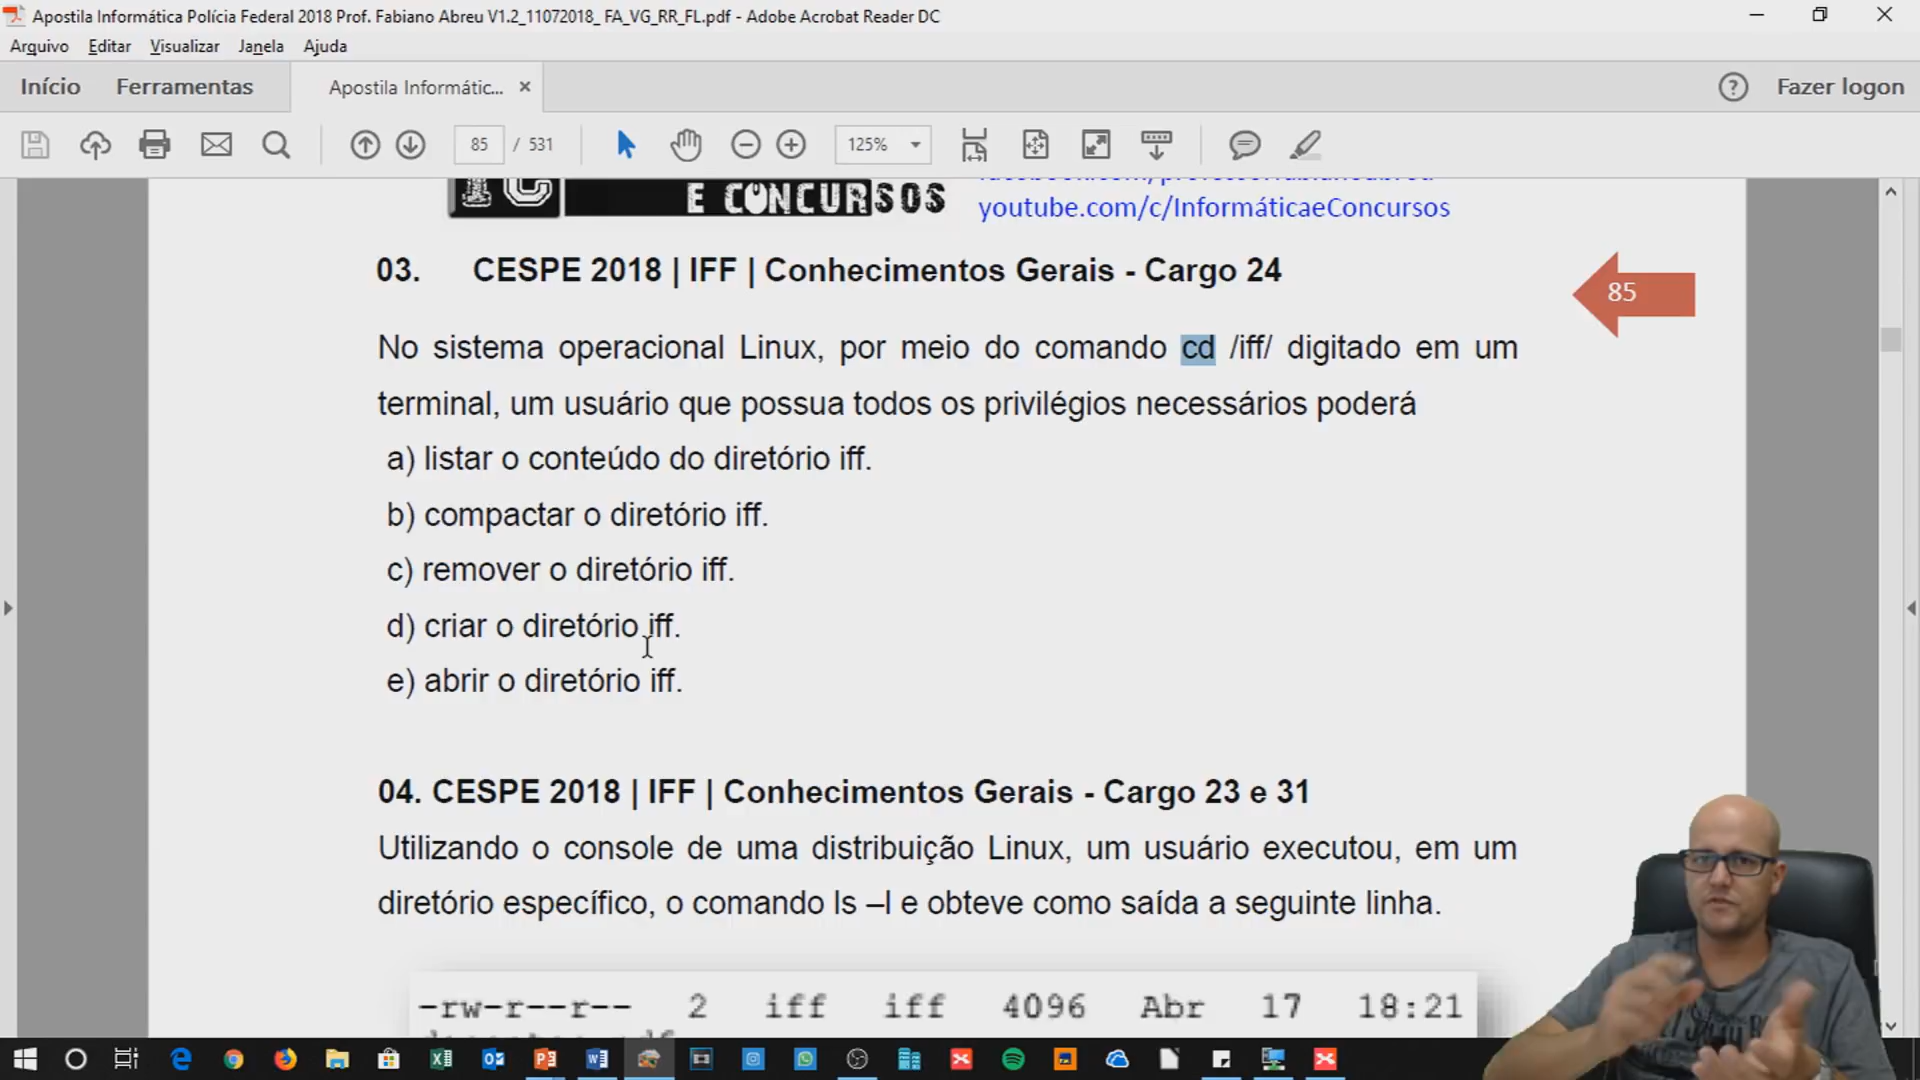 Apostila Informática Polícia Federal 2018 Prof. Fabiano Abreu V1.2_11072018_ FA_VG_RR_FL.pdf - Adobe Acrobat Reader DC
Arquivo Editar Visualizar Janela Ajuda
Início Ferramentas Apostila Informátic... × ? Fazer logon
85 / 531 125%
E CONCURSOS
youtube.com/c/InformáticaeConcursos
03. CESPE 2018 | IFF | Conhecimentos Gerais - Cargo 24
85
No sistema operacional Linux, por meio do comando cd /iff/ digitado em um
terminal, um usuário que possua todos os privilégios necessários poderá
a) listar o conteúdo do diretório iff.
b) compactar o diretório iff.
c) remover o diretório iff.
d) criar o diretório iff.
e) abrir o diretório iff.
04. CESPE 2018 | IFF | Conhecimentos Gerais - Cargo 23 e 31
Utilizando o console de uma distribuição Linux, um usuário executou, em um
diretório específico, o comando ls –l e obteve como saída a seguinte linha.
-rw-r--r-- 2 iff iff 4096 Abr 17 18:21